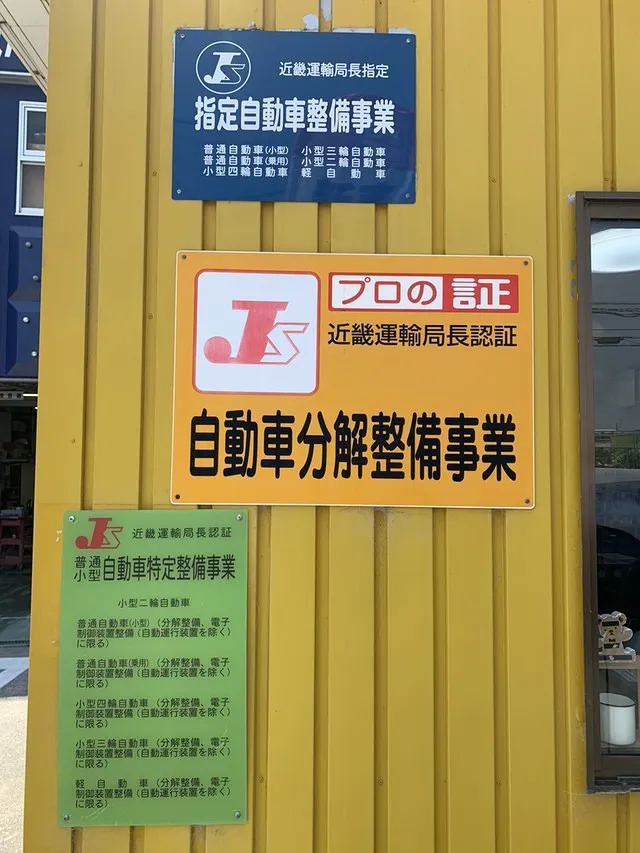 JS
近畿運輸局長指定
指定自動車整備事業
普通自動車(小型) 小型三輪自動車
普通自動車(乗用) 小型二輪自動車
小型四輪自動車 軽自動車
JS
プロの証
近畿運輸局長認証
自動車分解整備事業
JS 近畿運輸局長認証
普通小型自動車特定整備事業
小型二輪自動車
普通自動車(小型)(分解整備、電子
制御装置整備(自動運行装置を除く)
に限る)
普通自動車(乗用)(分解整備、電子
制御装置整備(自動運行装置を除く)
に限る)
小型四輪自動車(分解整備、電子
制御装置整備(自動運行装置を除く)
に限る)
小型三輪自動車(分解整備、電子
制御装置整備(自動運行装置を除く)
に限る)
軽自動車(分解整備、電子
制御装置整備(自動運行装置を除く)
に限る)